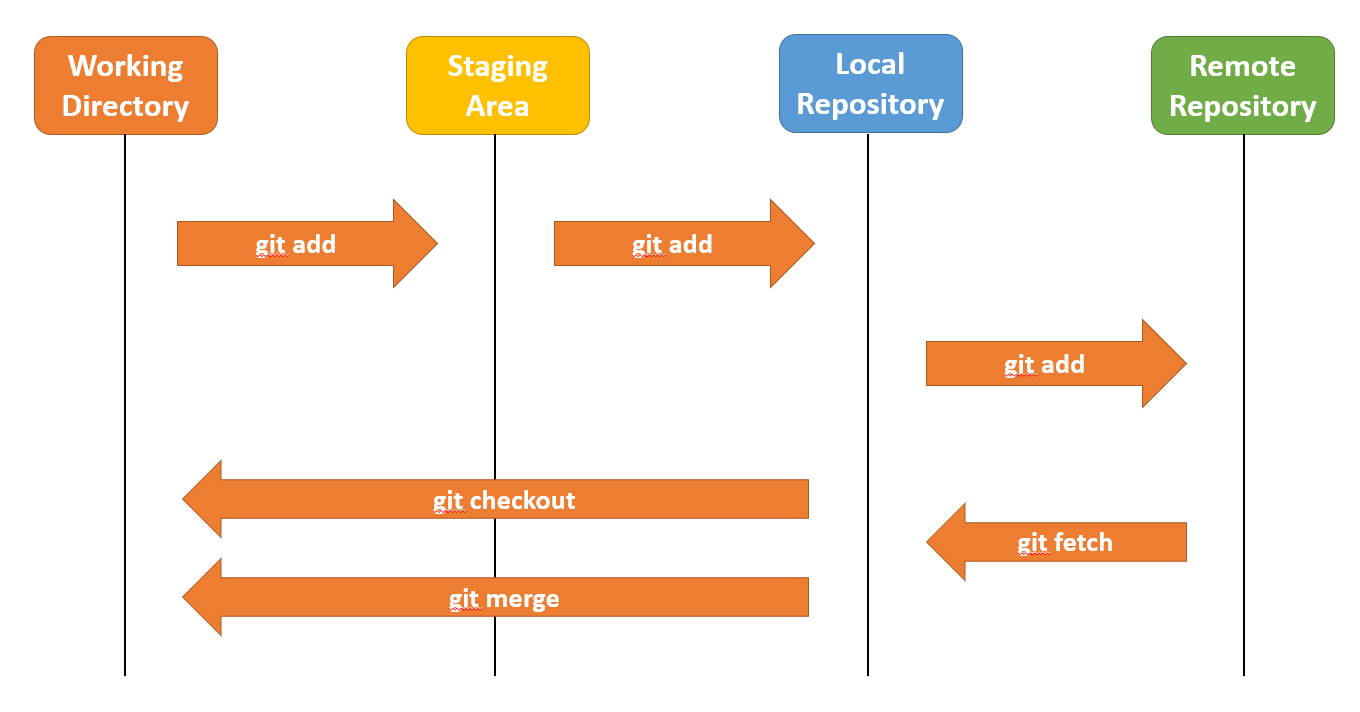 Working
Directory
Staging
Area
Local
Repository
Remote
Repository
git add
git add
git add
git checkout
git fetch
git merge